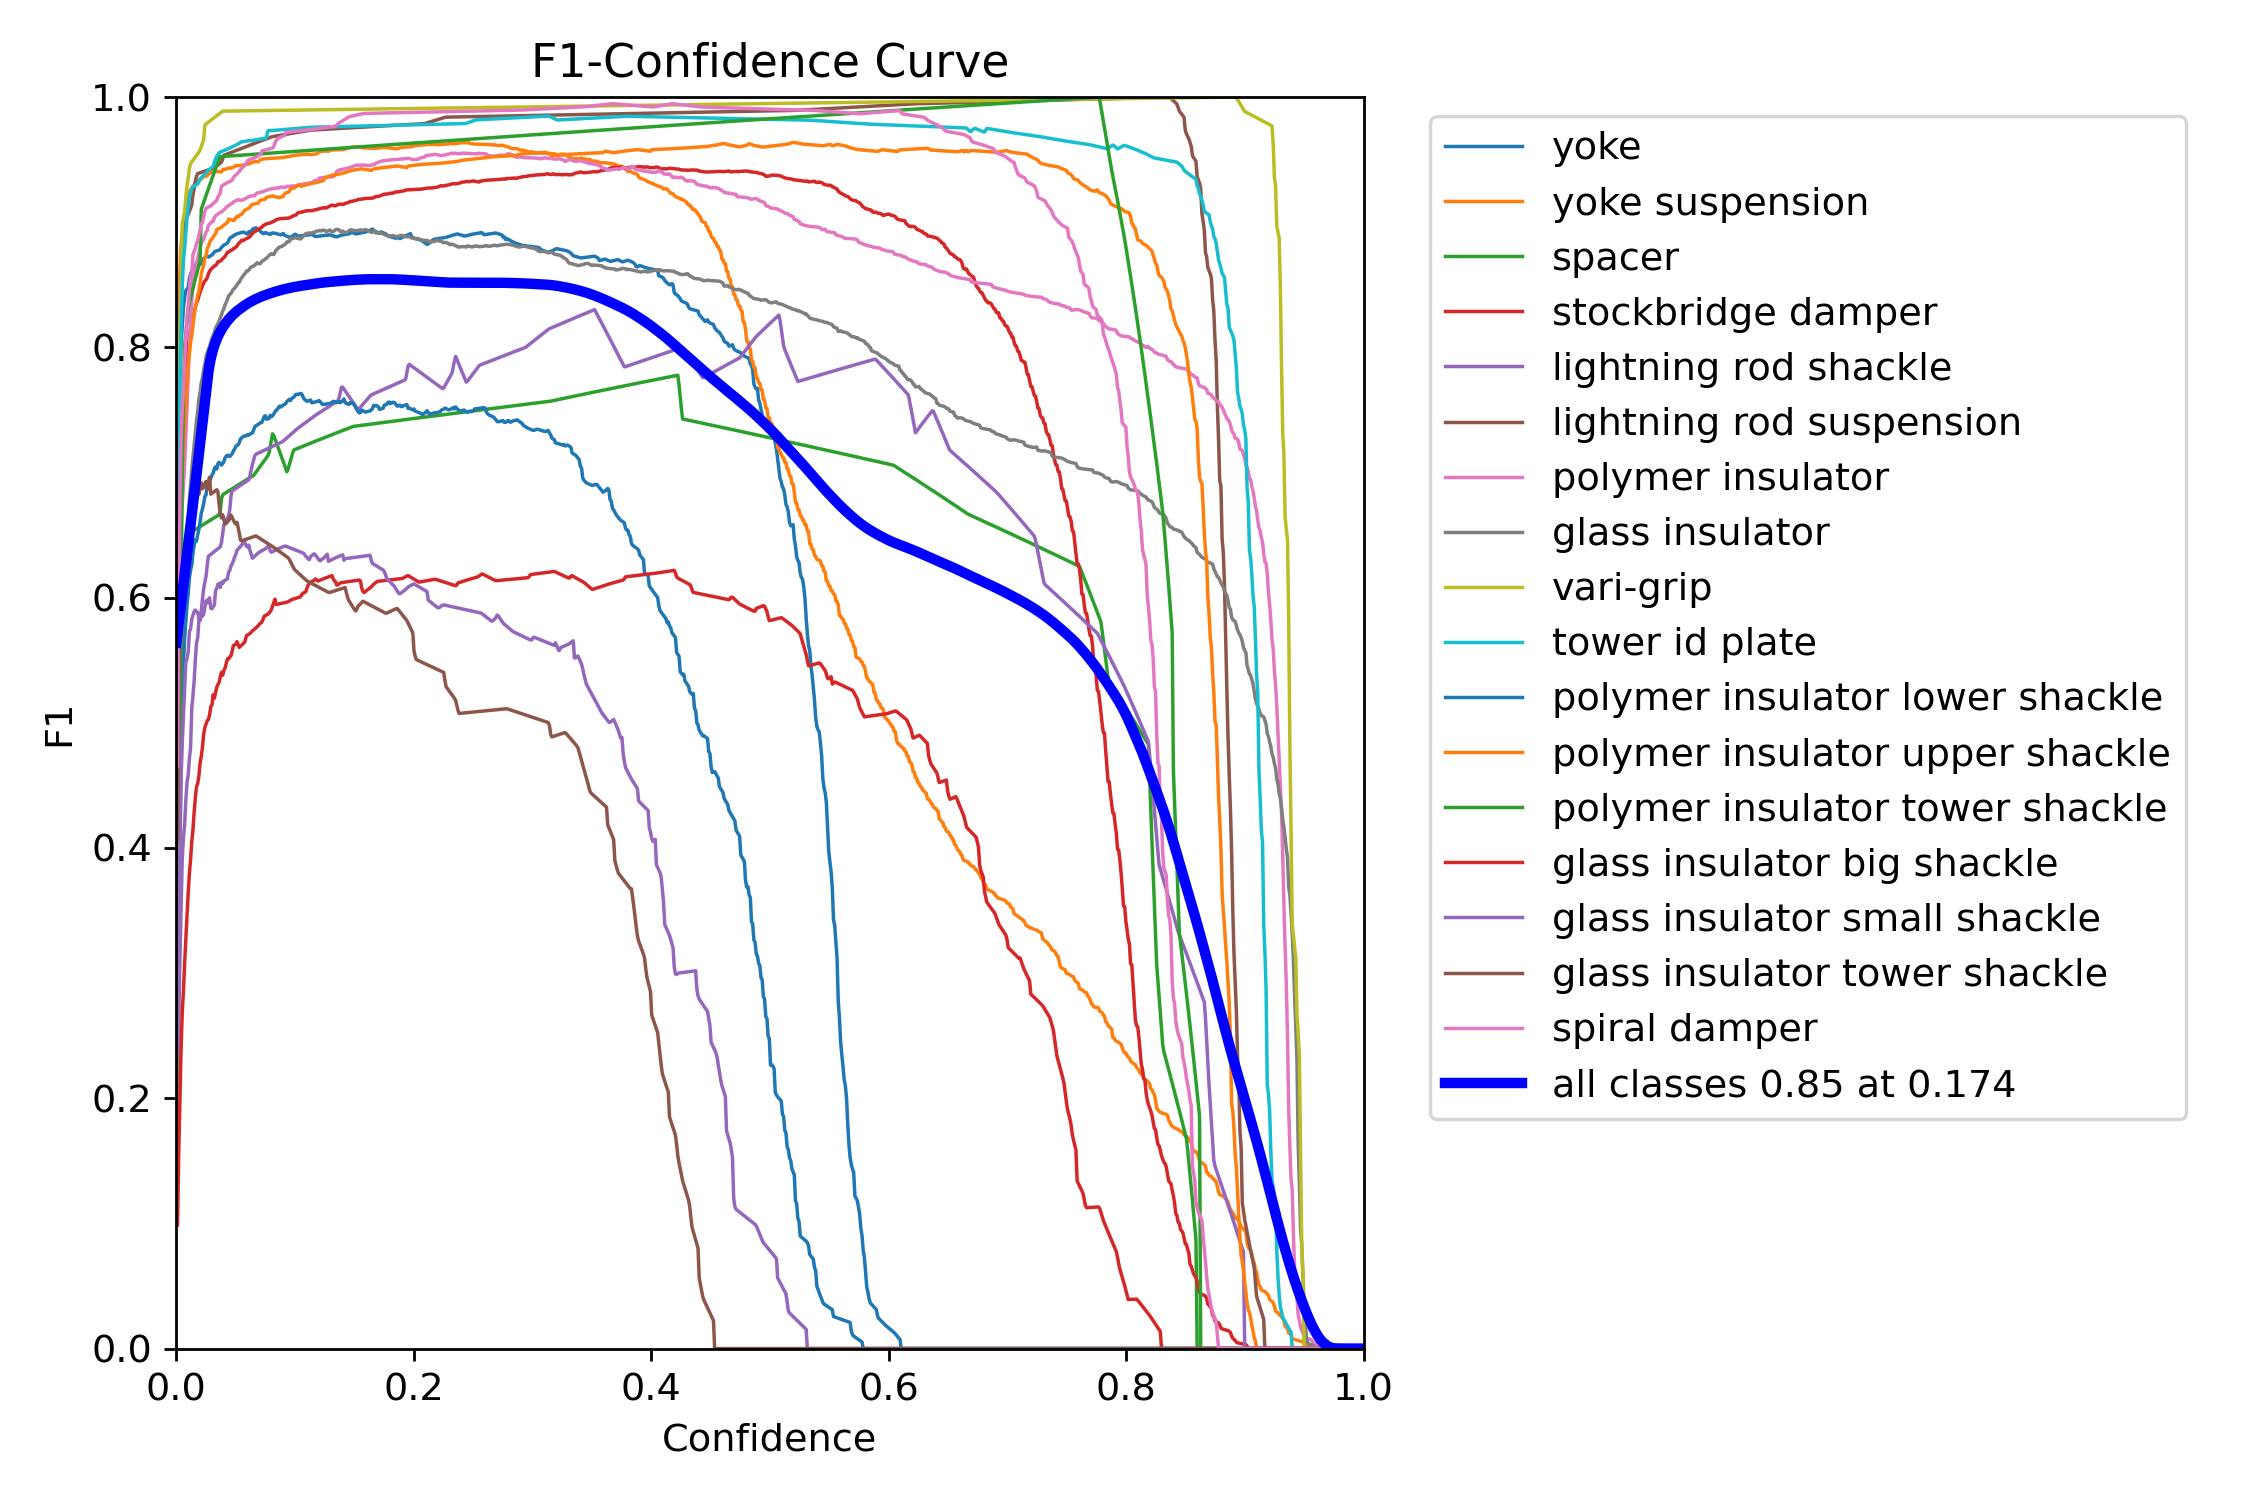 F1-Confidence Curve
1.0
0.8
0.6
0.4
0.2
0.0
F1
0.0 0.2 0.4 0.6 0.8 1.0
Confidence
yoke
yoke suspension
spacer
stockbridge damper
lightning rod shackle
lightning rod suspension
polymer insulator
glass insulator
vari-grip
tower id plate
polymer insulator lower shackle
polymer insulator upper shackle
polymer insulator tower shackle
glass insulator big shackle
glass insulator small shackle
glass insulator tower shackle
spiral damper
all classes 0.85 at 0.174